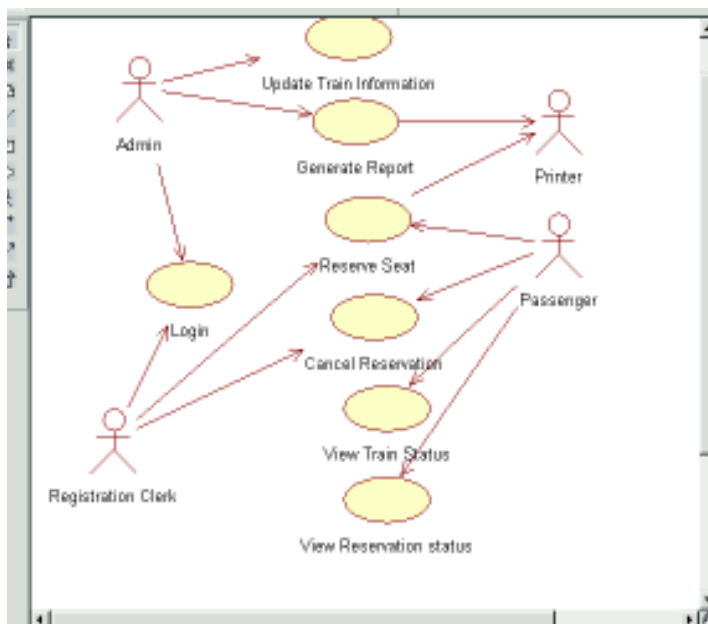 Update Train Information
Admin
Generate Report
Printer
Reserve Seat
Passenger
Login
Cancel Reservation
View Train Status
Registration Clerk
View Reservation status